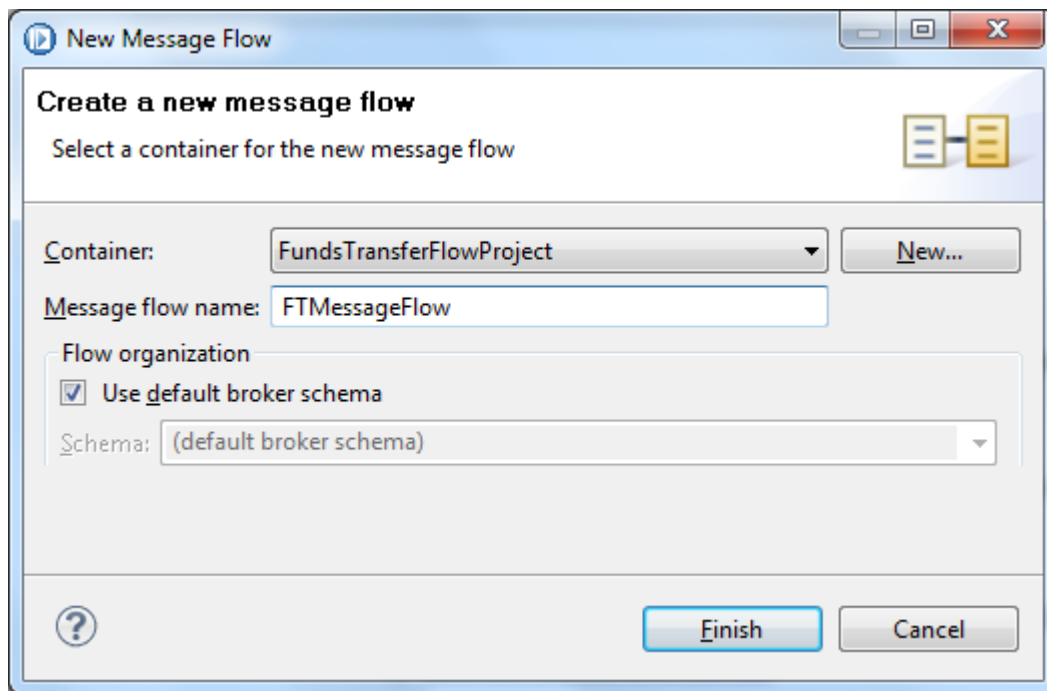 New Message Flow
Create a new message flow
Select a container for the new message flow
Container: FundsTransferFlowProject New...
Message flow name: FTMessageFlow
Flow organization
Use default broker schema
Schema: (default broker schema)
? Finish Cancel